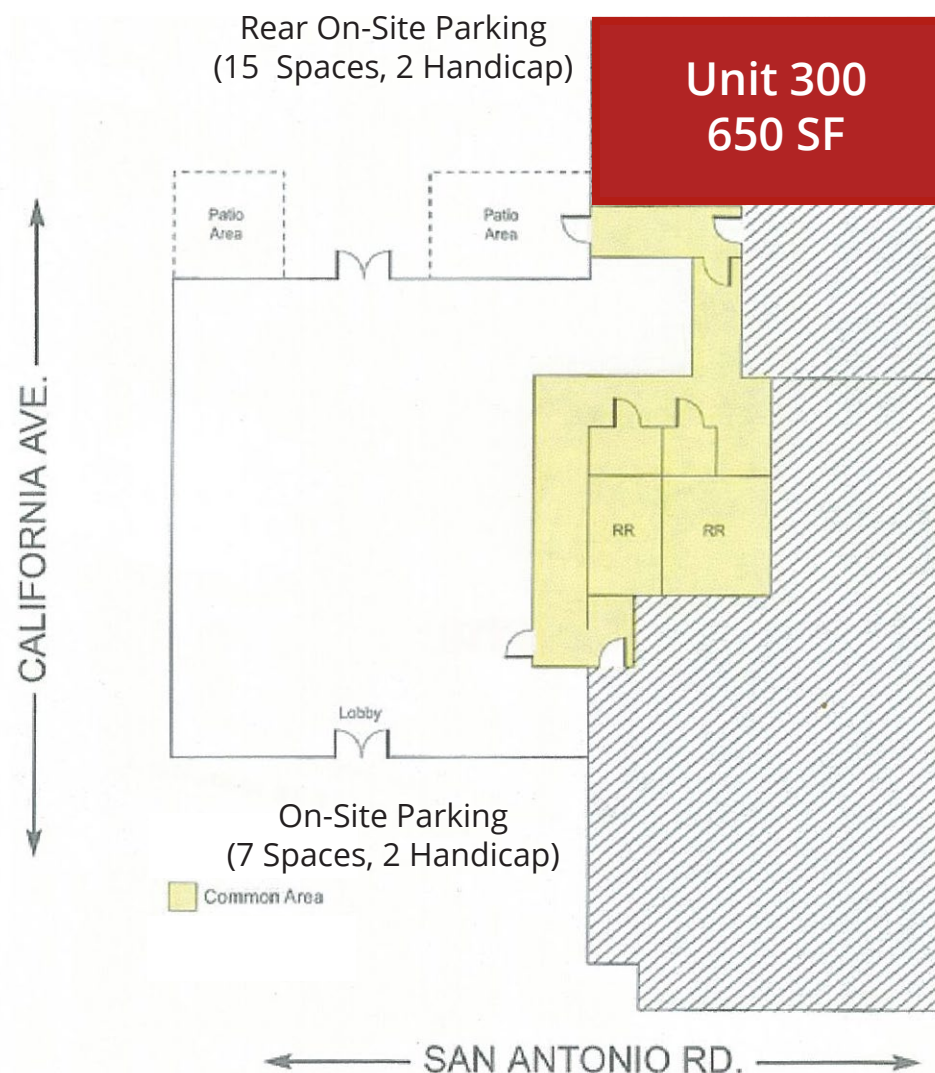 Rear On-Site Parking
(15 Spaces, 2 Handicap)
Unit 300
650 SF
Patio
Area
Patio
Area
CALIFORNIA AVE.
RR
RR
Lobby
On-Site Parking
(7 Spaces, 2 Handicap)
Common Area
SAN ANTONIO RD.